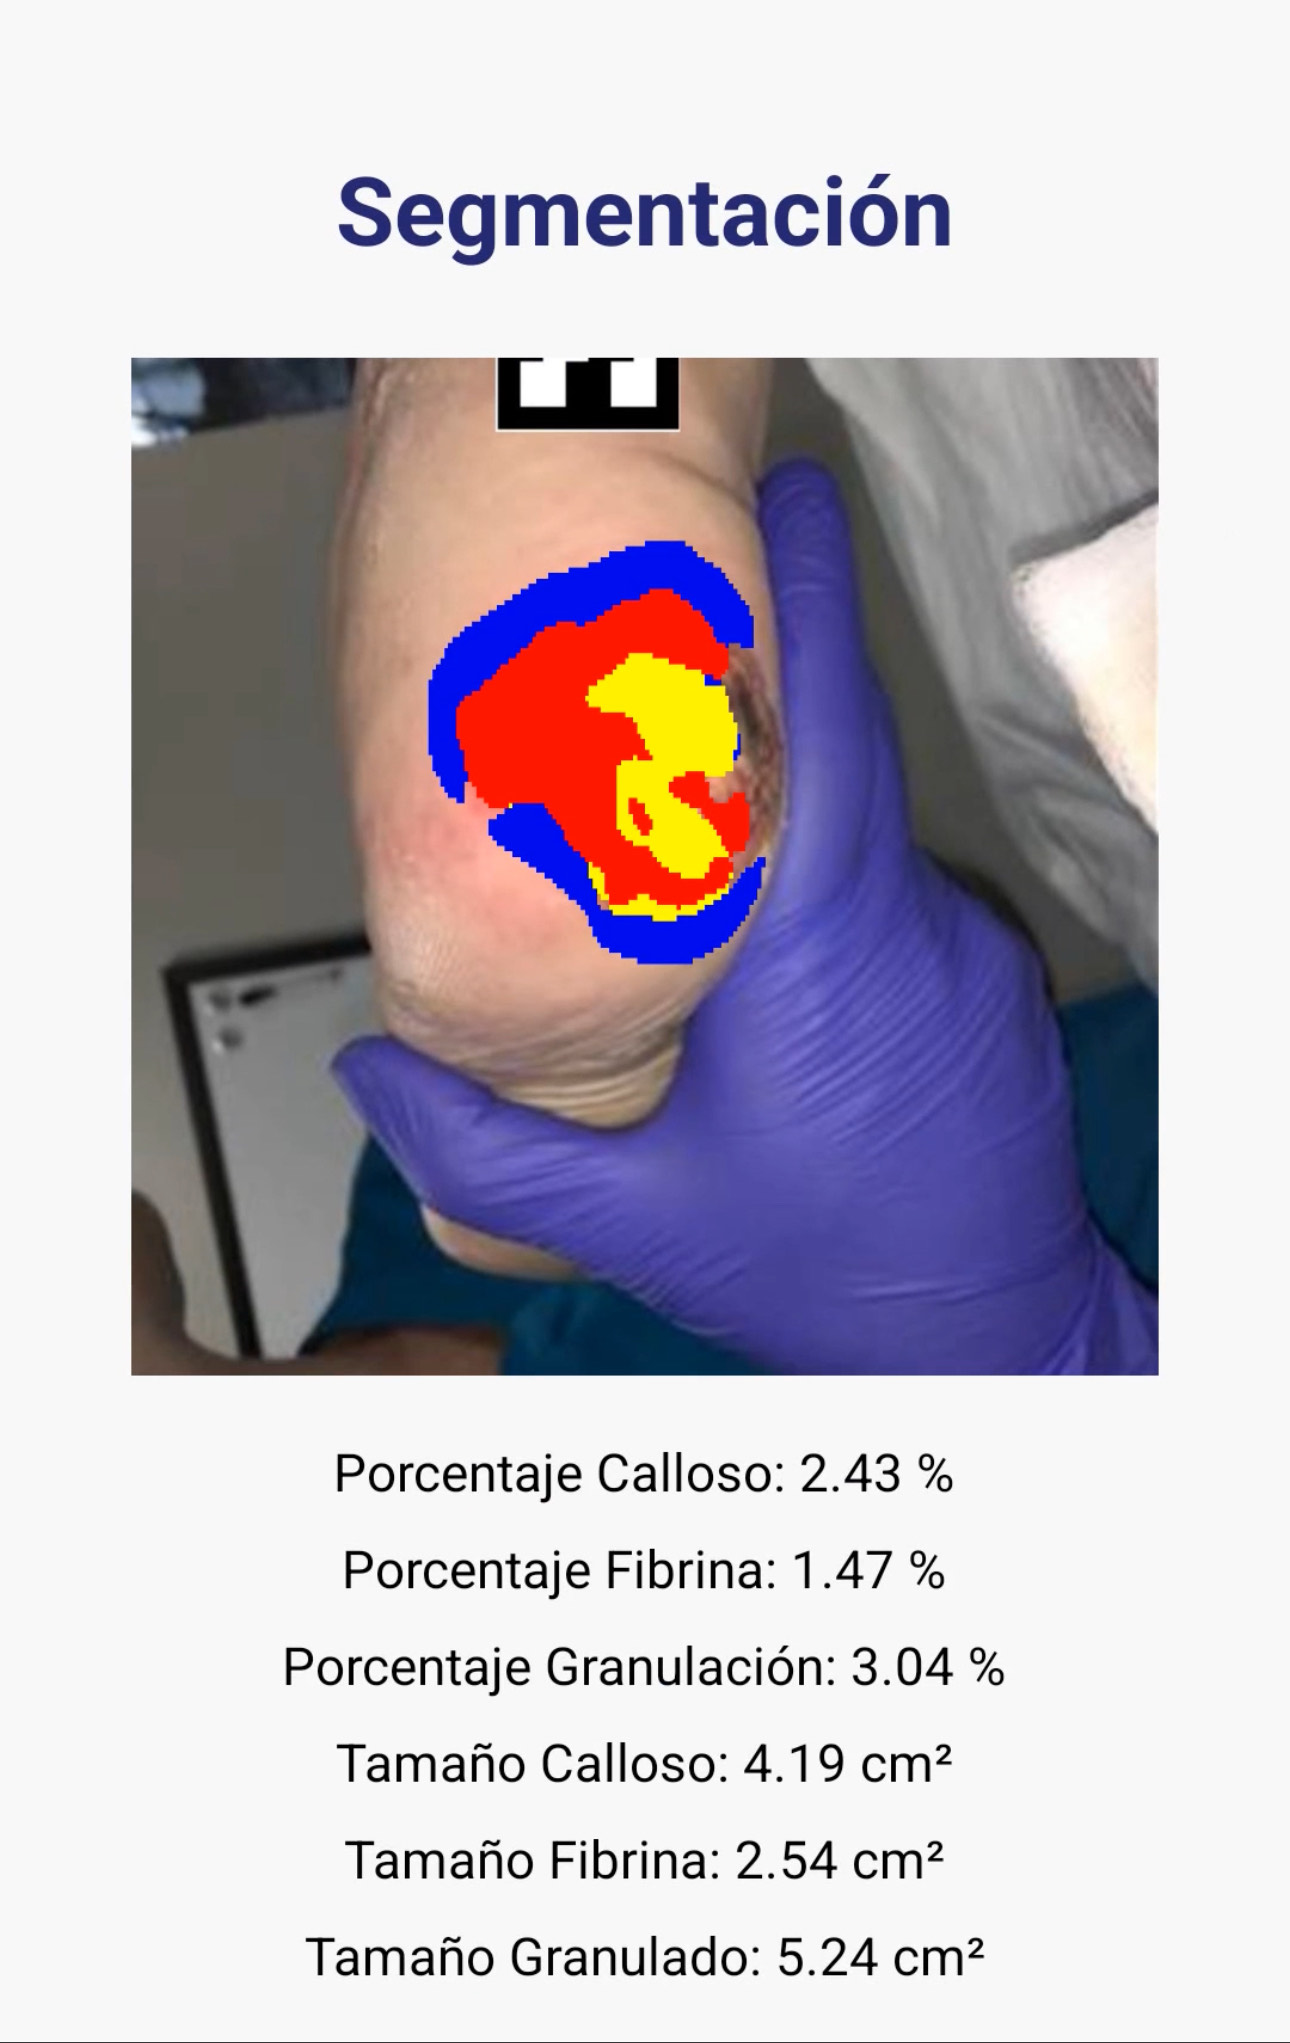 Segmentación
Porcentaje Calloso: 2.43 %
Porcentaje Fibrina: 1.47 %
Porcentaje Granulación: 3.04 %
Tamaño Calloso: 4.19 cm²
Tamaño Fibrina: 2.54 cm²
Tamaño Granulado: 5.24 cm²